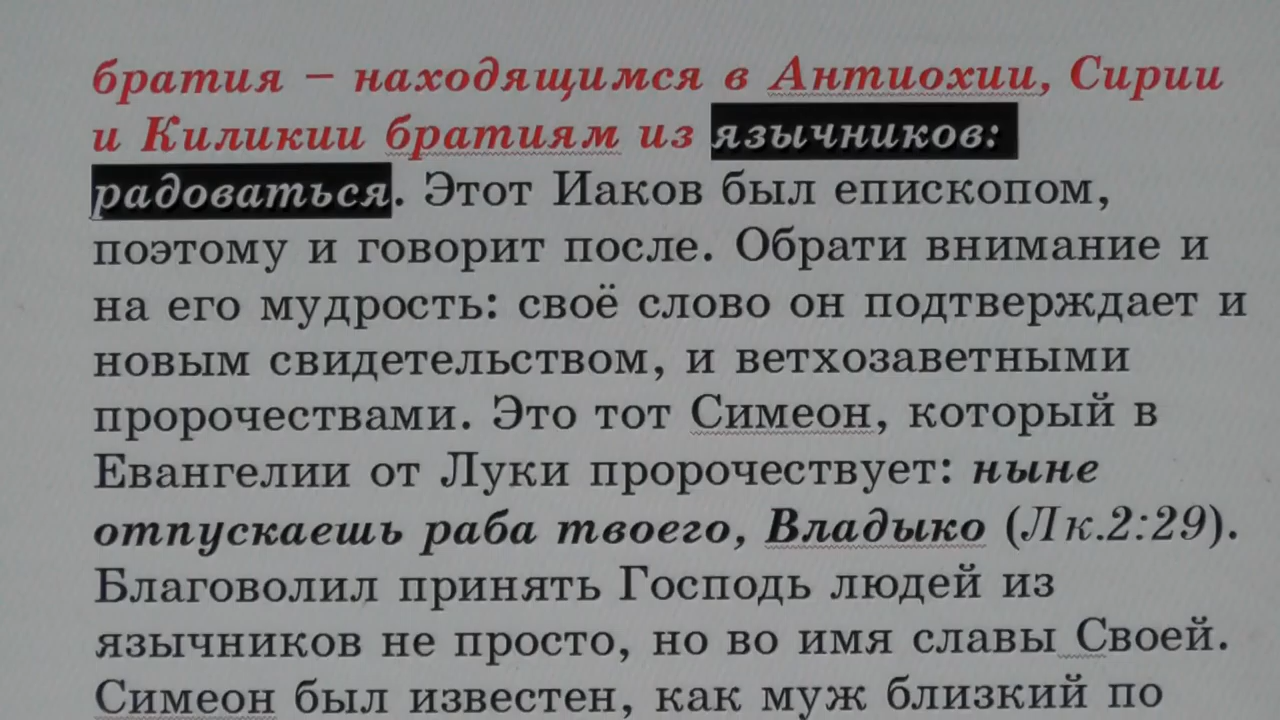 братия – находящимся в Антиохии, Сирии
и Киликии братиям из язычников:
радоваться. Этот Иаков был епископом,
поэтому и говорит после. Обрати внимание и
на его мудрость: своё слово он подтверждает и
новым свидетельством, и ветхозаветными
пророчествами. Это тот Симеон, который в
Евангелии от Луки пророчествует: ныне
отпускаешь раба твоего, Владыко (Лк.2:29).
Благоволил принять Господь людей из
язычников не просто, но во имя славы Своей.
Симеон был известен, как муж близкий по